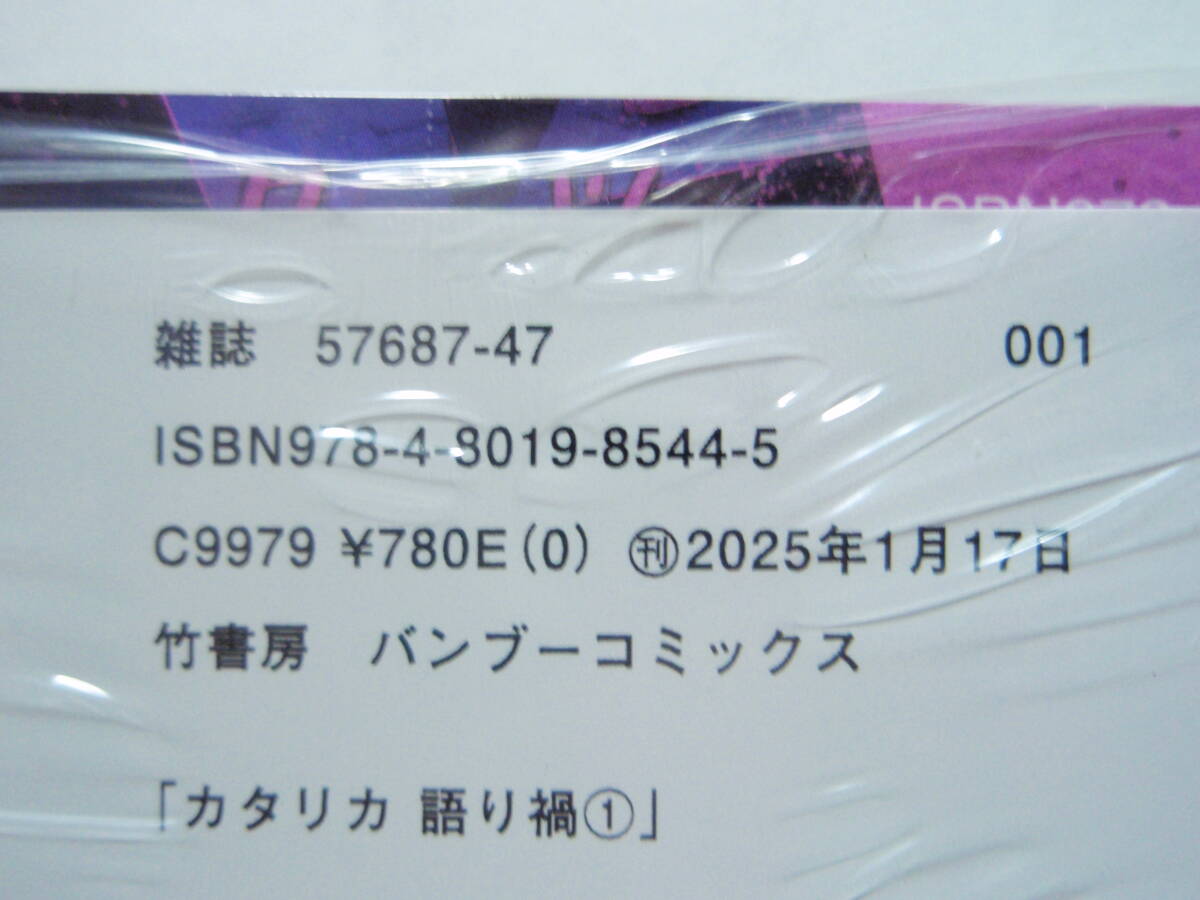 雑誌　57687-47　001
ISBN978-4-8019-8544-5
C9979 ¥780E(0) ㊗2025年1月17日
竹書房　バンブーコミックス
「カタリカ 語り禍①」